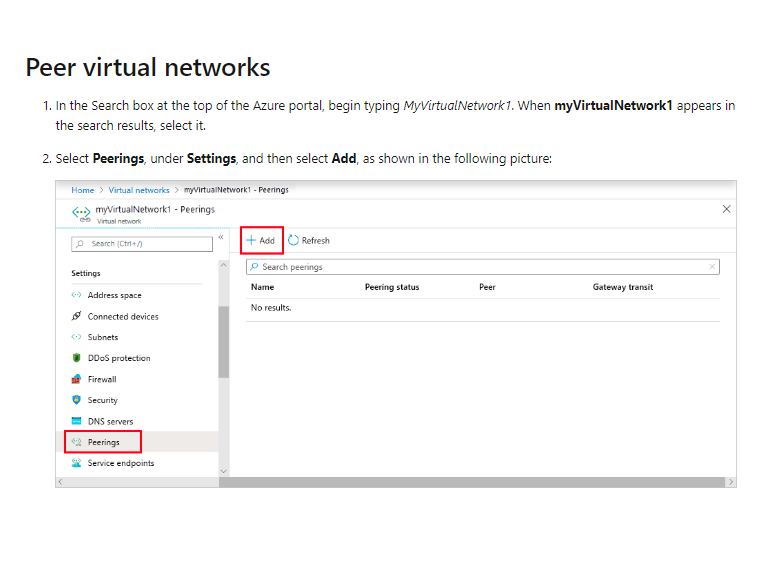 Peer virtual networks
1. In the Search box at the top of the Azure portal, begin typing MyVirtualNetwork1. When myVirtualNetwork1 appears in
the search results, select it.
2. Select Peerings, under Settings, and then select Add, as shown in the following picture:
Home > Virtual networks > myVirtualNetwork1 - Peerings
myVirtualNetwork1 - Peerings
Virtual network
Search (Ctrl+/)
+ Add Refresh
Search peerings
Settings
Name Peering status Peer Gateway transit
Address space
No results.
Connected devices
Subnets
DDoS protection
Firewall
Security
DNS servers
Peerings
Service endpoints